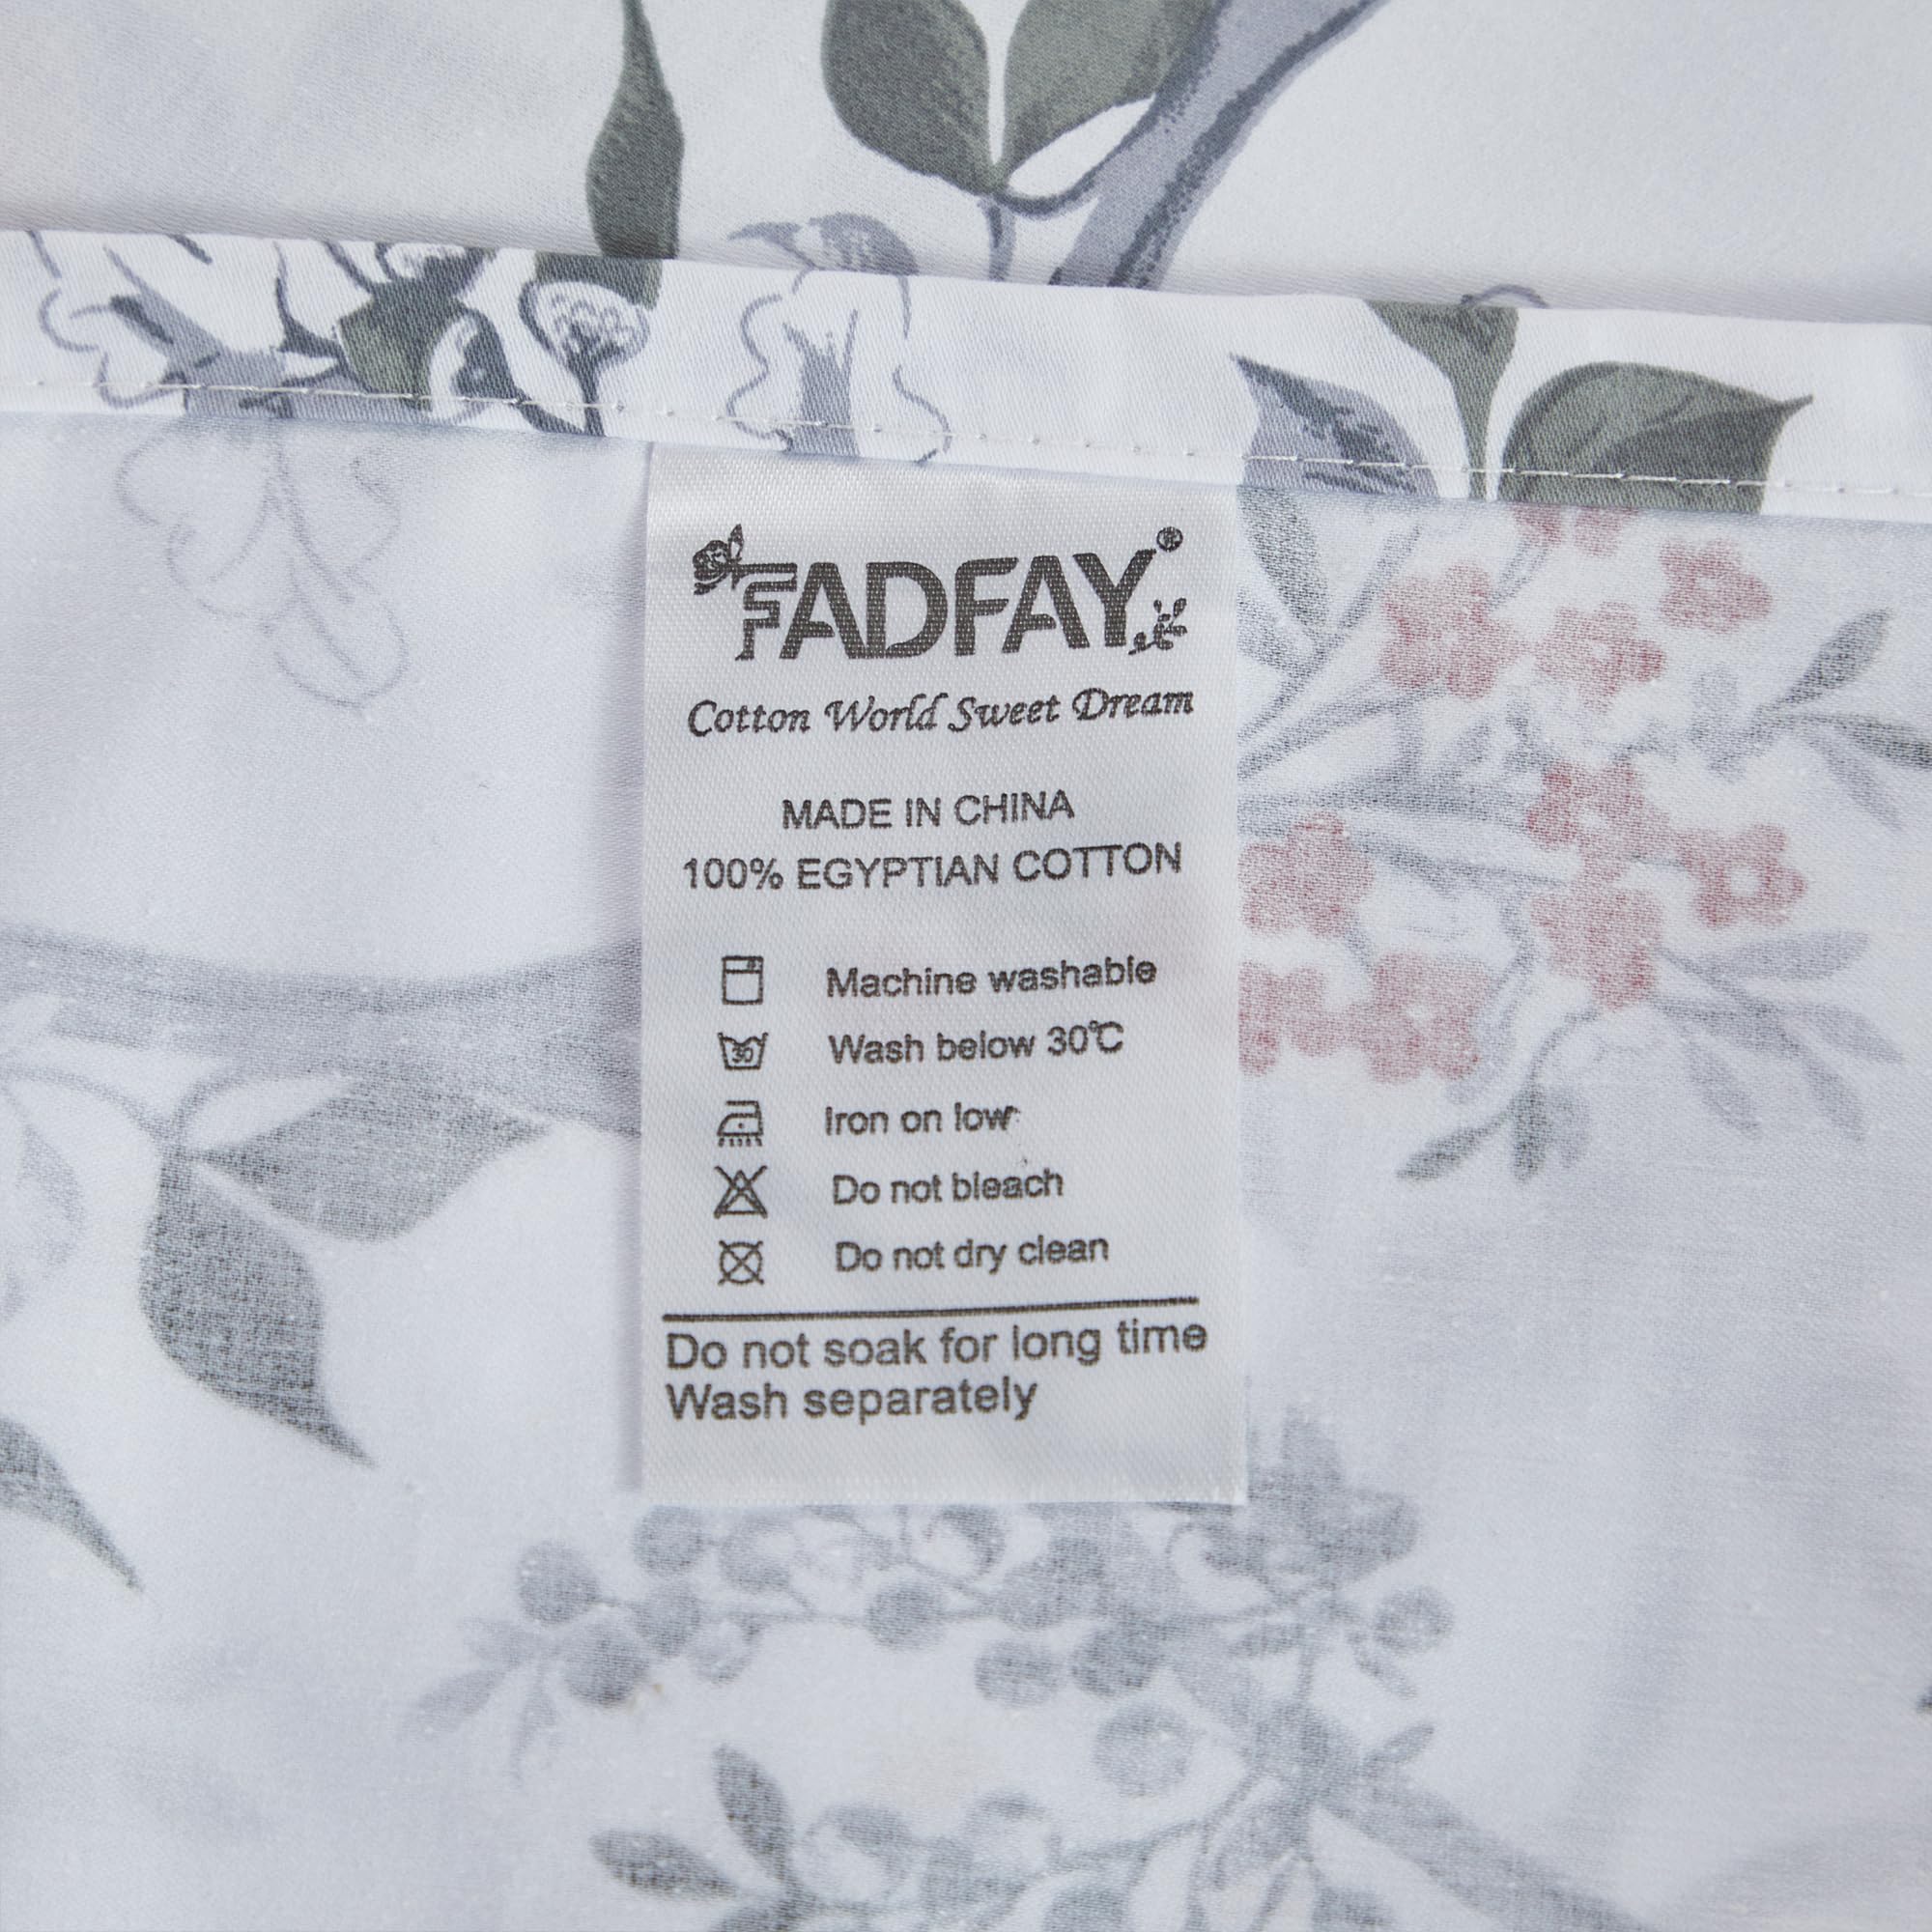 FADFAY®
Cotton World Sweet Dream
MADE IN CHINA
100% EGYPTIAN COTTON
Machine washable
30 Wash below 30℃
Iron on low
Do not bleach
Do not dry clean
Do not soak for long time
Wash separately